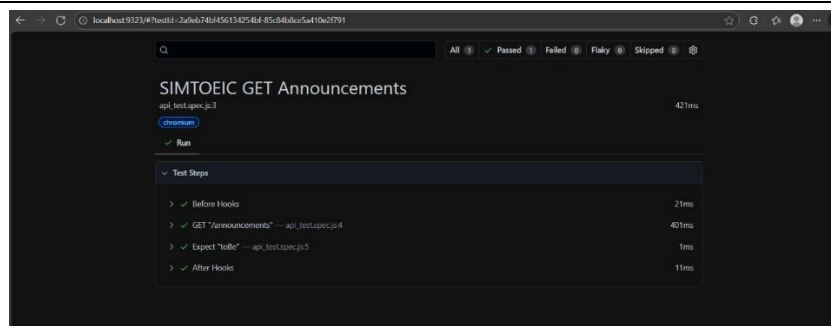 localhost:9323/#?testId=2a9eb74bf456134254bf-85c84b8ce5a410e2f791
All 1 Passed 1 Failed 0 Flaky 0 Skipped 0
SIMTOEIC GET Announcements
api_test.spec.js:3 421ms
chromium
Run
Test Steps
Before Hooks 21ms
GET "/announcements" — api_test.spec.js:4 401ms
Expect "toBe" — api_test.spec.js:5 1ms
After Hooks 11ms